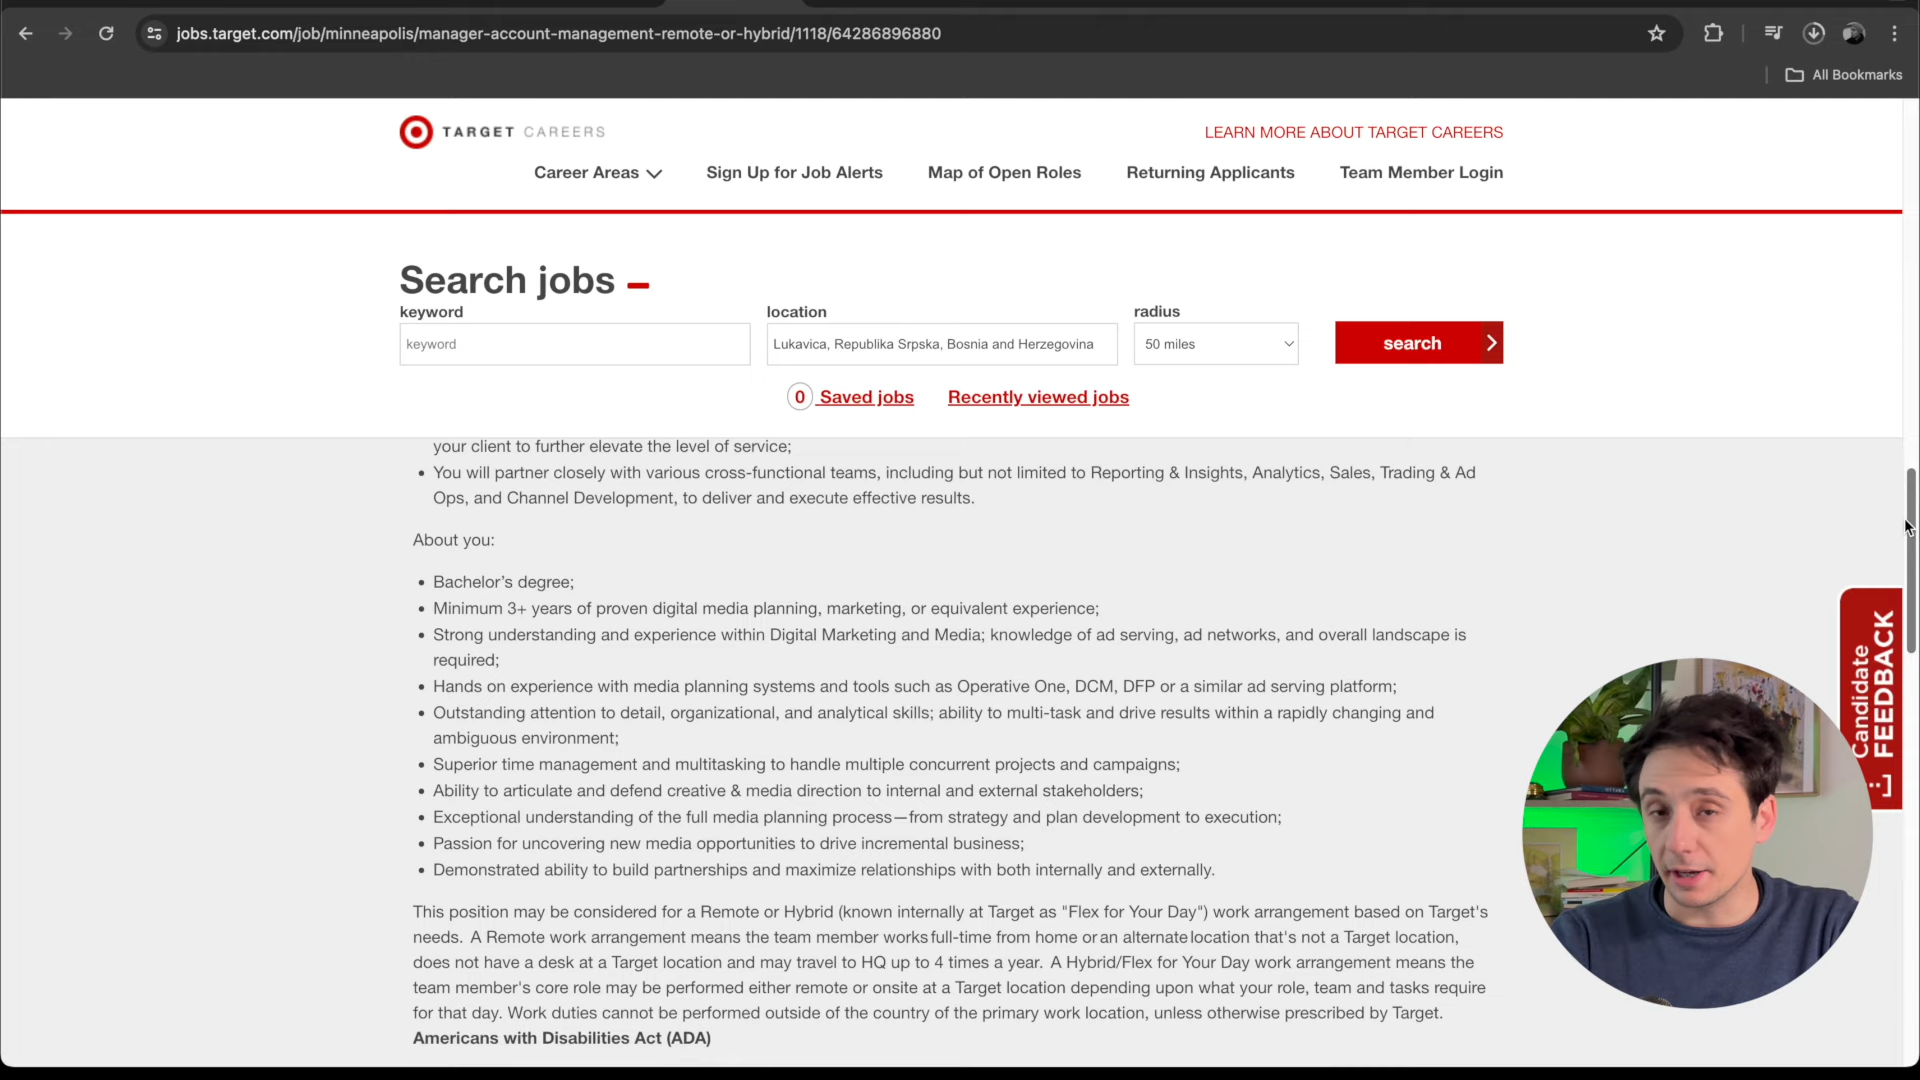 jobs.target.com/job/minneapolis/manager-account-management-remote-or-hybrid/1118/64286896880
All Bookmarks
TARGET CAREERS
LEARN MORE ABOUT TARGET CAREERS
Career Areas
Sign Up for Job Alerts
Map of Open Roles
Returning Applicants
Team Member Login
Search jobs
keyword
location
radius
keyword
Lukavica, Republika Srpska, Bosnia and Herzegovina
50 miles
search
0 Saved jobs
Recently viewed jobs
your client to further elevate the level of service;
• You will partner closely with various cross-functional teams, including but not limited to Reporting & Insights, Analytics, Sales, Trading & Ad
Ops, and Channel Development, to deliver and execute effective results.
About you:
• Bachelor's degree;
• Minimum 3+ years of proven digital media planning, marketing, or equivalent experience;
• Strong understanding and experience within Digital Marketing and Media; knowledge of ad serving, ad networks, and overall landscape is
required;
• Hands on experience with media planning systems and tools such as Operative One, DCM, DFP or a similar ad serving platform;
• Outstanding attention to detail, organizational, and analytical skills; ability to multi-task and drive results within a rapidly changing and
ambiguous environment;
• Superior time management and multitasking to handle multiple concurrent projects and campaigns;
• Ability to articulate and defend creative & media direction to internal and external stakeholders;
• Exceptional understanding of the full media planning process—from strategy and plan development to execution;
• Passion for uncovering new media opportunities to drive incremental business;
• Demonstrated ability to build partnerships and maximize relationships with both internally and externally.
This position may be considered for a Remote or Hybrid (known internally at Target as "Flex for Your Day") work arrangement based on Target's
needs. A Remote work arrangement means the team member works full-time from home or an alternate location that's not a Target location,
does not have a desk at a Target location and may travel to HQ up to 4 times a year. A Hybrid/Flex for Your Day work arrangement means the
team member's core role may be performed either remote or onsite at a Target location depending upon what your role, team and tasks require
for that day. Work duties cannot be performed outside of the country of the primary work location, unless otherwise prescribed by Target.
Americans with Disabilities Act (ADA)
Candidate
FEEDBACK